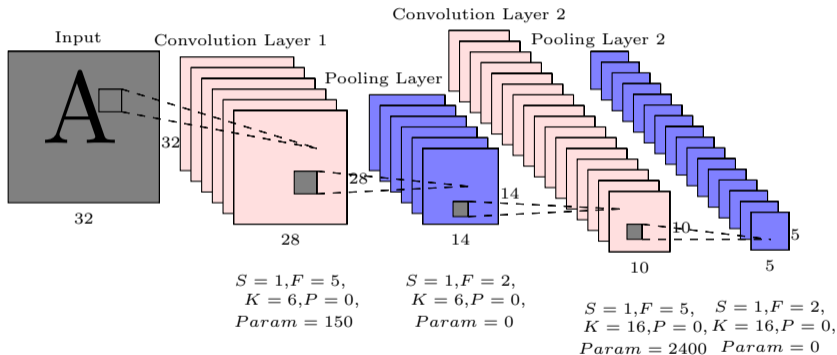 Input
Convolution Layer 1
Pooling Layer
Convolution Layer 2
Pooling Layer 2
A
32
32
28
28
14
14
10
10
5
5
S = 1,F = 5,
K = 6,P = 0,
Param = 150
S = 1,F = 2,
K = 6,P = 0,
Param = 0
S = 1,F = 5,
K = 16,P = 0,
Param = 2400
S = 1,F = 2,
K = 16,P = 0,
Param = 0